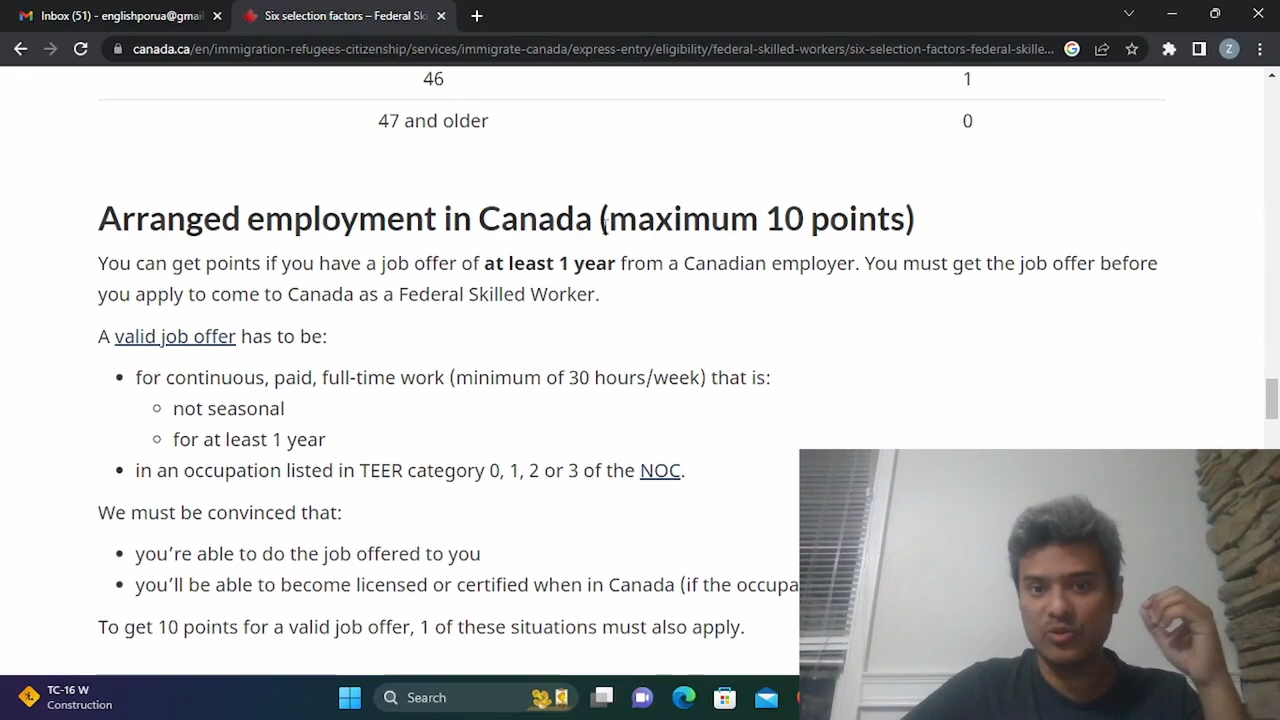 Inbox (51) - englishporua@gmai
Six selection factors – Federal Ski
canada.ca/en/immigration-refugees-citizenship/services/immigrate-canada/express-entry/eligibility/federal-skilled-workers/six-selection-factors-federal-skille...
Z
46 1
47 and older 0
Arranged employment in Canada (maximum 10 points)
You can get points if you have a job offer of at least 1 year from a Canadian employer. You must get the job offer before
you apply to come to Canada as a Federal Skilled Worker.
A valid job offer has to be:
for continuous, paid, full-time work (minimum of 30 hours/week) that is:
not seasonal
for at least 1 year
in an occupation listed in TEER category 0, 1, 2 or 3 of the NOC.
We must be convinced that:
you’re able to do the job offered to you
you’ll be able to become licensed or certified when in Canada (if the occupa
To get 10 points for a valid job offer, 1 of these situations must also apply.
TC-16 W
Construction
Search